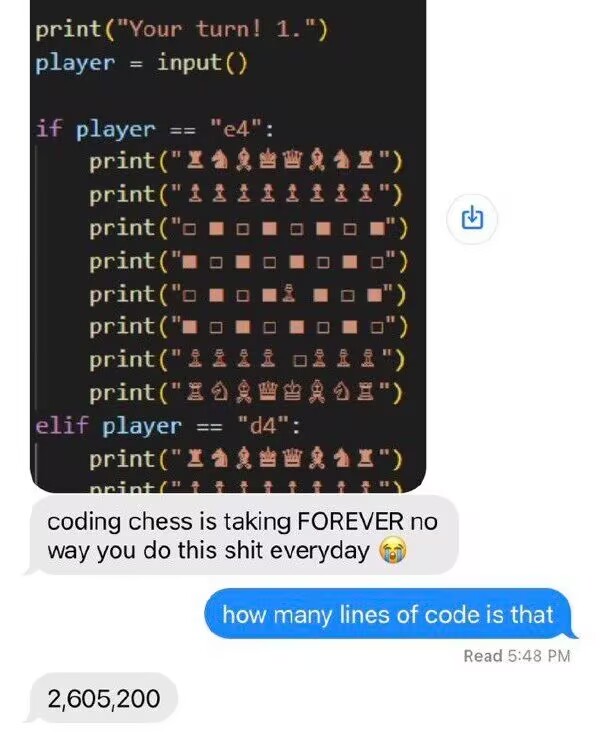 print("Your turn! 1.")
player = input()
if player == "e4":
print("♜♞♝♚♛♝♞♜")
print("♟♟♟♟♟♟♟♟")
print("□ ■ □ ■ □ ■ □ ■")
print("■ □ ■ □ ■ □ ■ □")
print("□ ■ □ ■♙ ■ □ ■")
print("■ □ ■ □ ■ □ ■ □")
print("♙♙♙♙ □♙♙♙")
print("♖♘♗♕♔♗♘♖")
elif player == "d4":
print("♜♞♝♚♛♝♞♜")
print("♟♟♟♟♟♟♟♟")
coding chess is taking FOREVER no
way you do this shit everyday 😭
how many lines of code is that
Read 5:48 PM
2,605,200